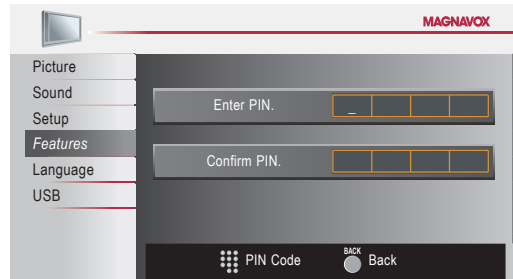 MAGNAVOX
Picture
Sound
Setup
Features
Language
USB
Enter PIN. _
Confirm PIN.
PIN Code
BACK
Back